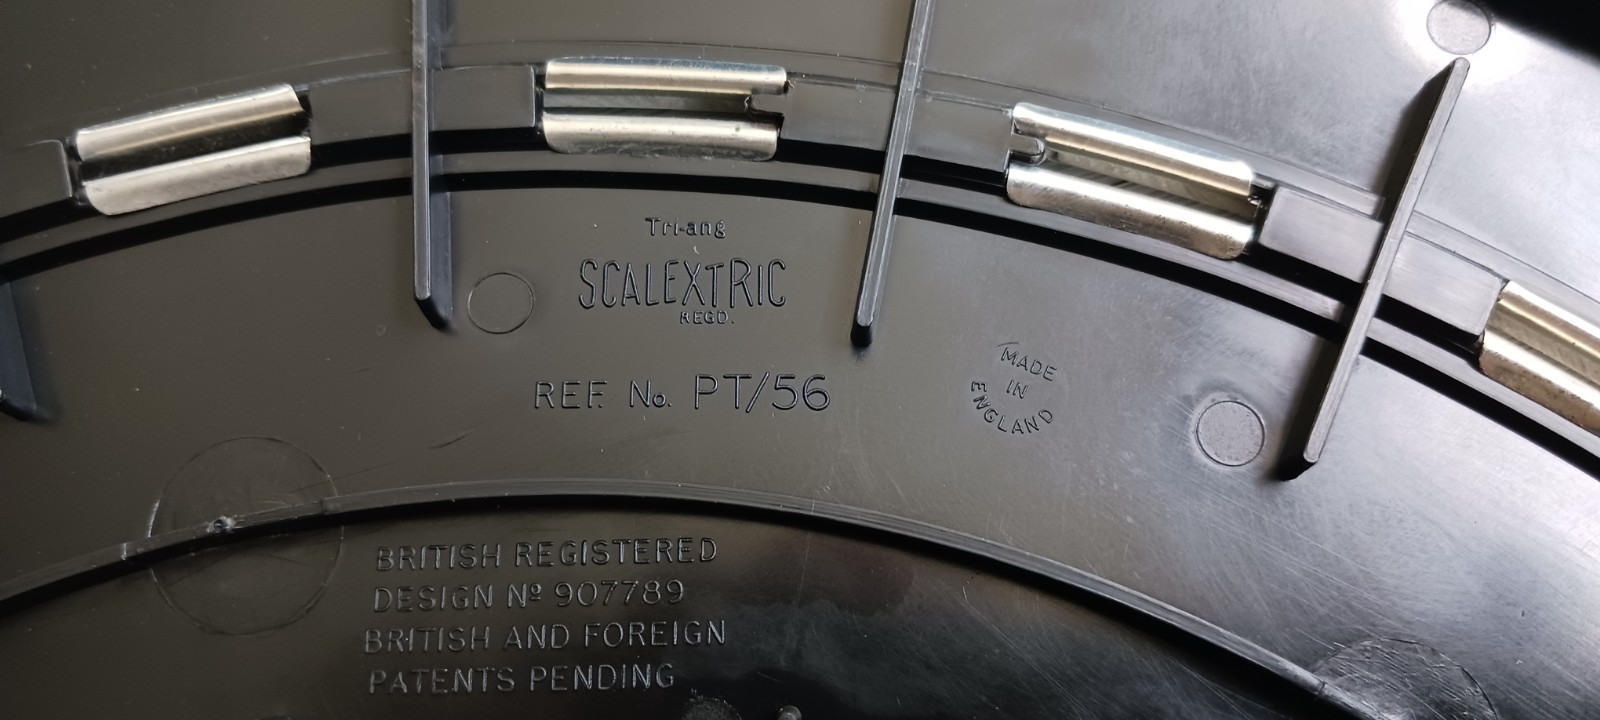 Tri-ang
SCALEXTRIC
REGD.
REF. No. PT/56
MADE
IN
ENGLAND
BRITISH REGISTERED
DESIGN Nº 907789
BRITISH AND FOREIGN
PATENTS PENDING